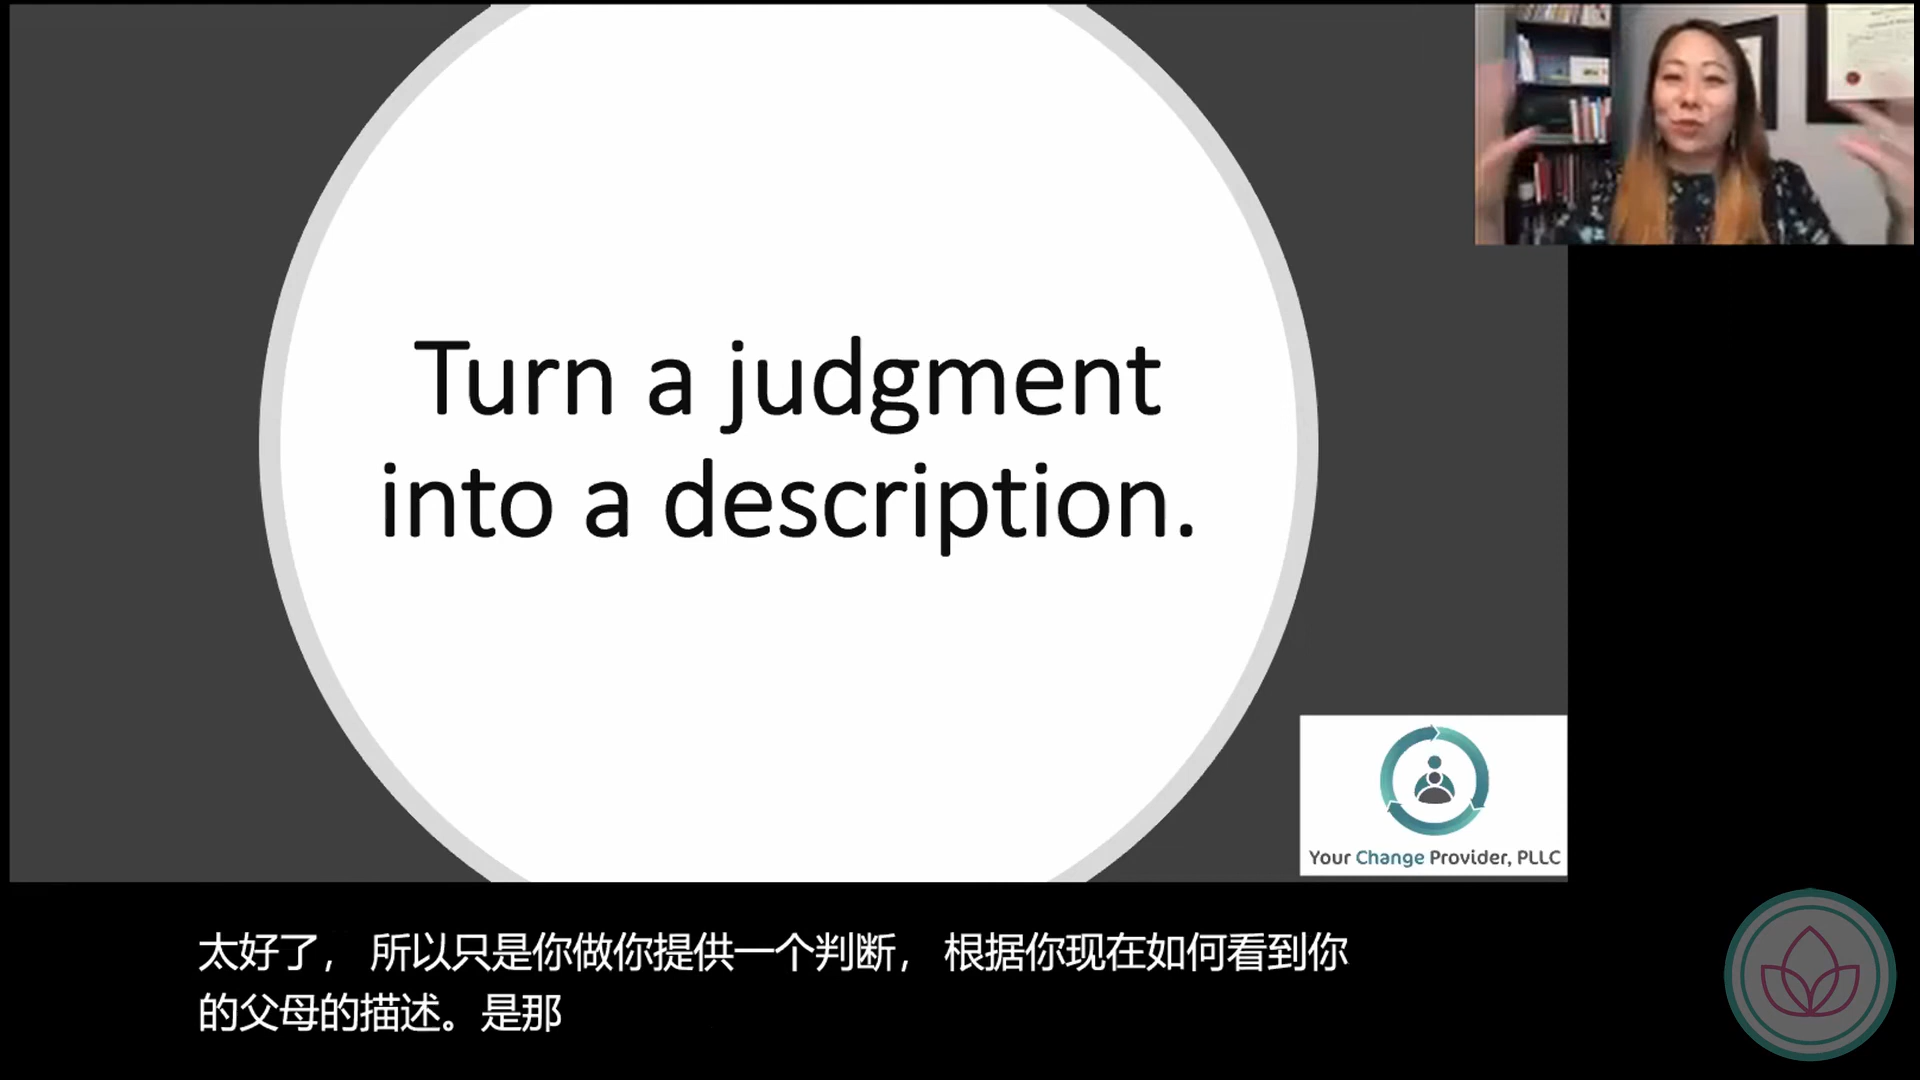 Turn a judgment
into a description.
Your Change Provider, PLLC
太好了， 所以只是你做你提供一个判断， 根据你现在如何看到你
的父母的描述。是那